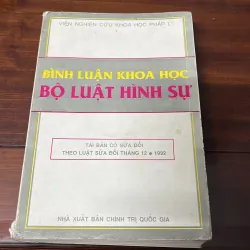 VIỆN NGHIÊN CỨU KHOA HỌC PHÁP LÝ
BÌNH LUẬN KHOA HỌC
BỘ LUẬT HÌNH SỰ
TÁI BẢN CÓ SỬA ĐỔI
THEO LUẬT SỬA ĐỔI THÁNG 12 • 1992
NHÀ XUẤT BẢN CHÍNH TRỊ QUỐC GIA